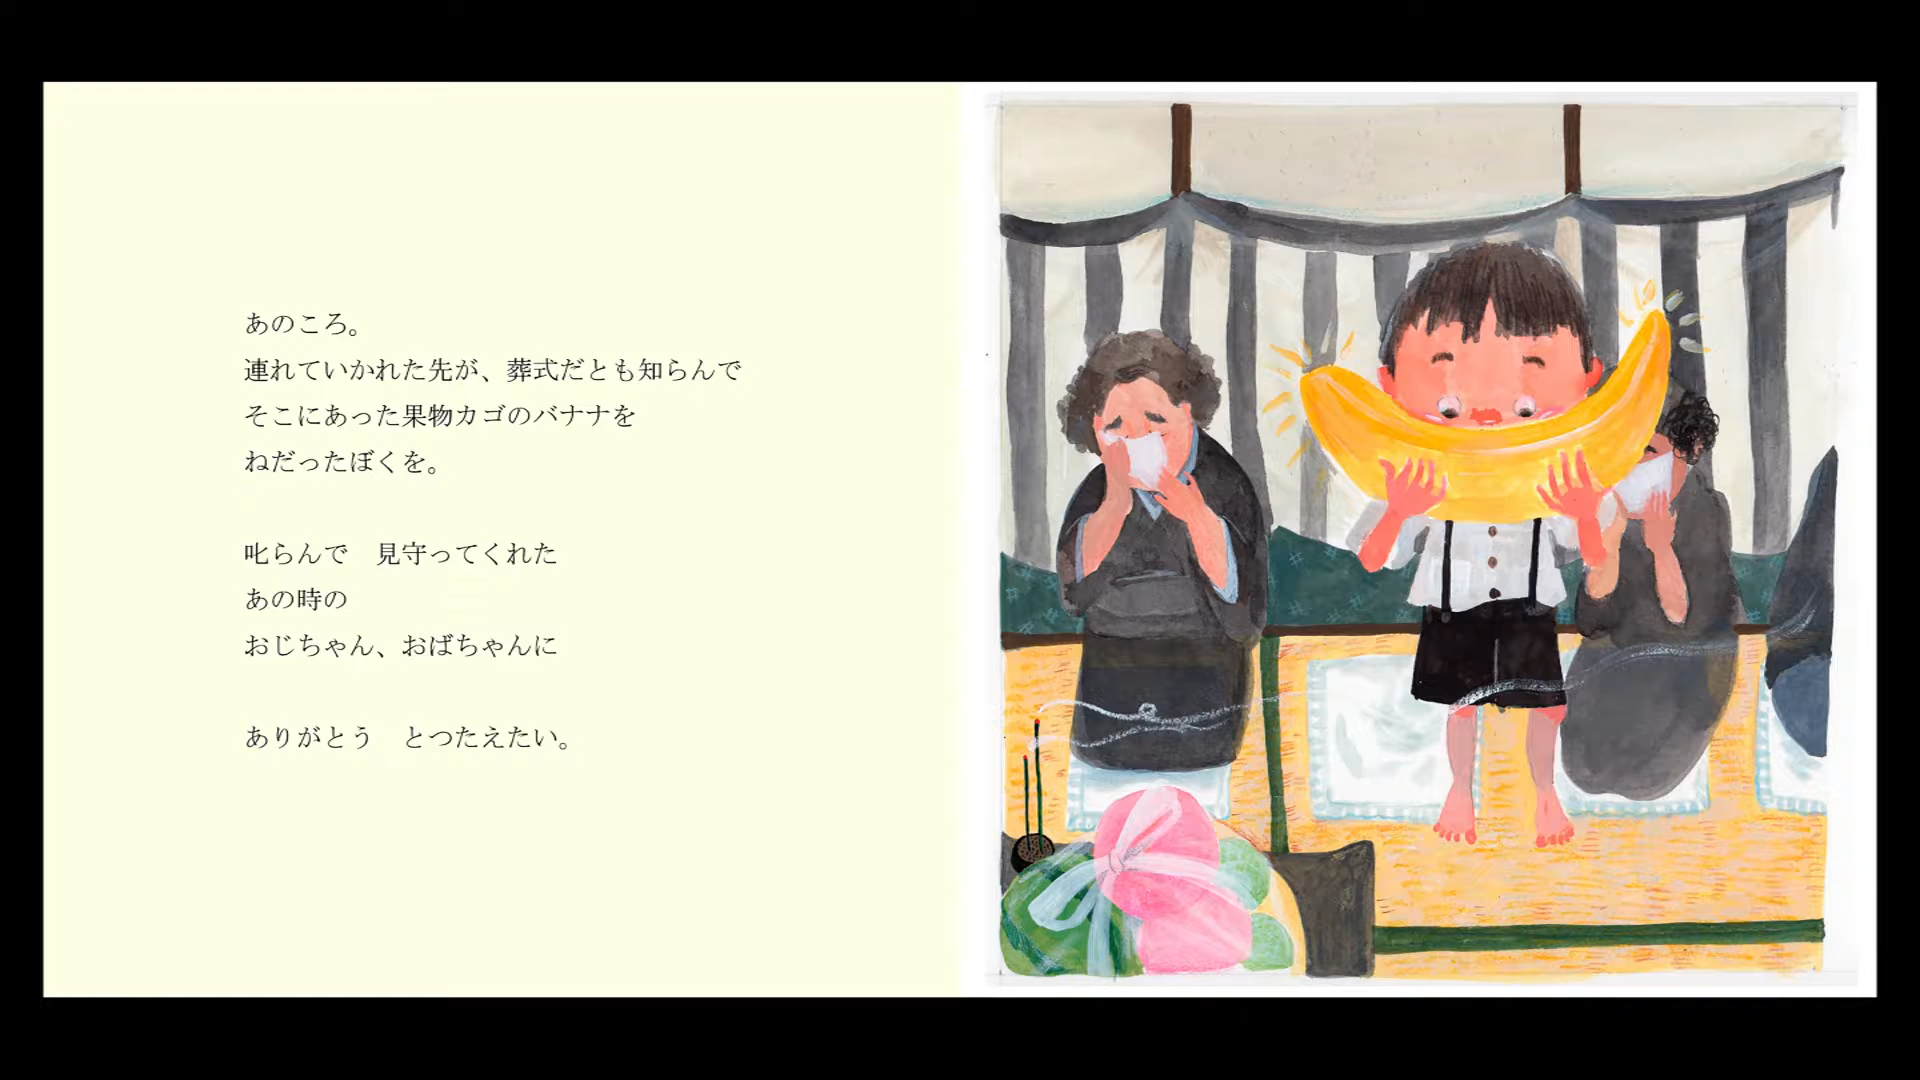 あのころ。
連れていかれた先が、葬式だとも知らんで
そこにあった果物カゴのバナナを
ねだったぼくを。
叱らんで　見守ってくれた
あの時の
おじちゃん、おばちゃんに
ありがとう　とつたえたい。